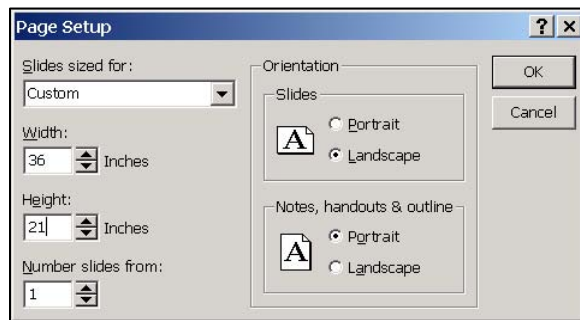 Page Setup
Slides sized for:
Custom
Width:
36 Inches
Height:
21 Inches
Number slides from:
1
Orientation
Slides
A
Portrait
Landscape
Notes, handouts & outline
A
Portrait
Landscape
OK
Cancel